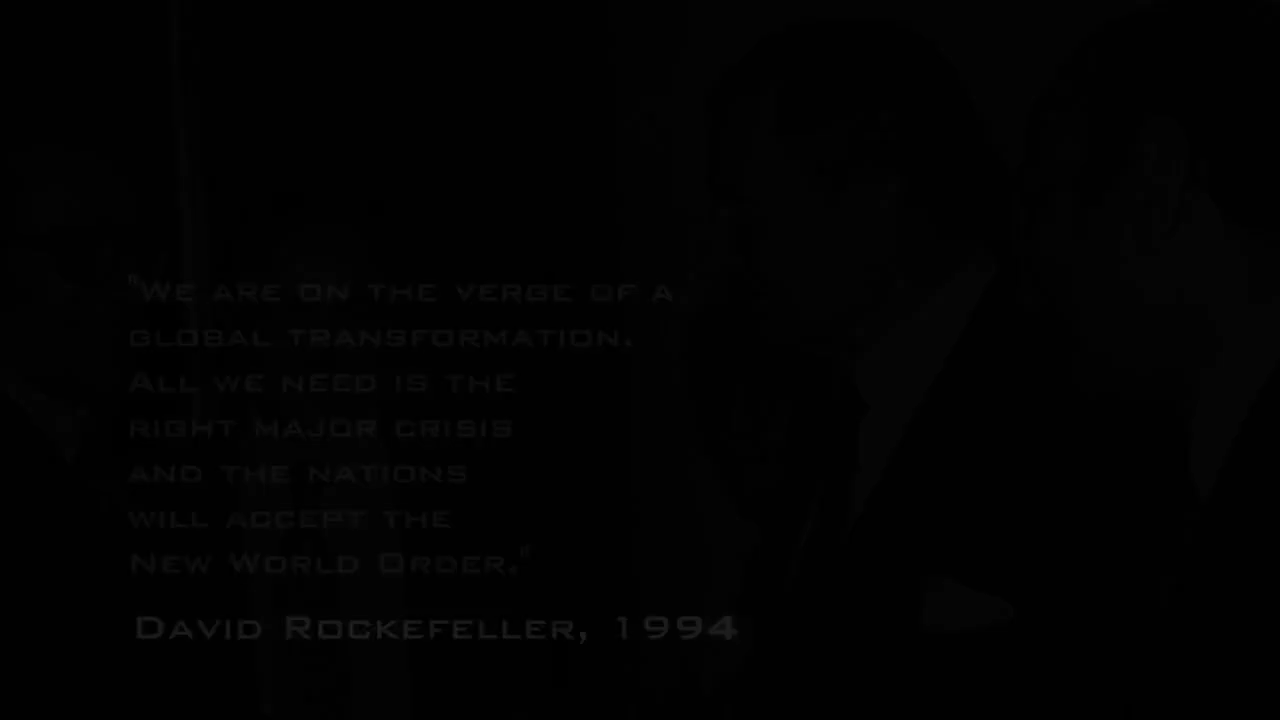 "We are on the verge of a
global transformation.
All we need is the
right major crisis
and the nations
will accept the
New World Order."
David Rockefeller, 1994